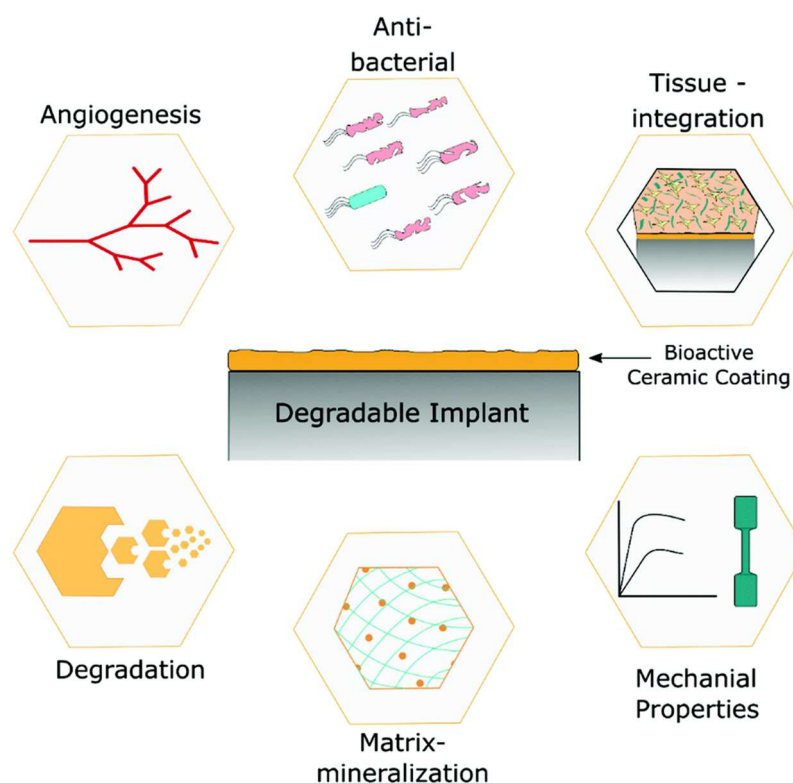 Anti-
bacterial
Angiogenesis
Tissue -
integration
Bioactive
Ceramic Coating
Degradable Implant
Degradation
Matrix-
mineralization
Mechanial
Properties